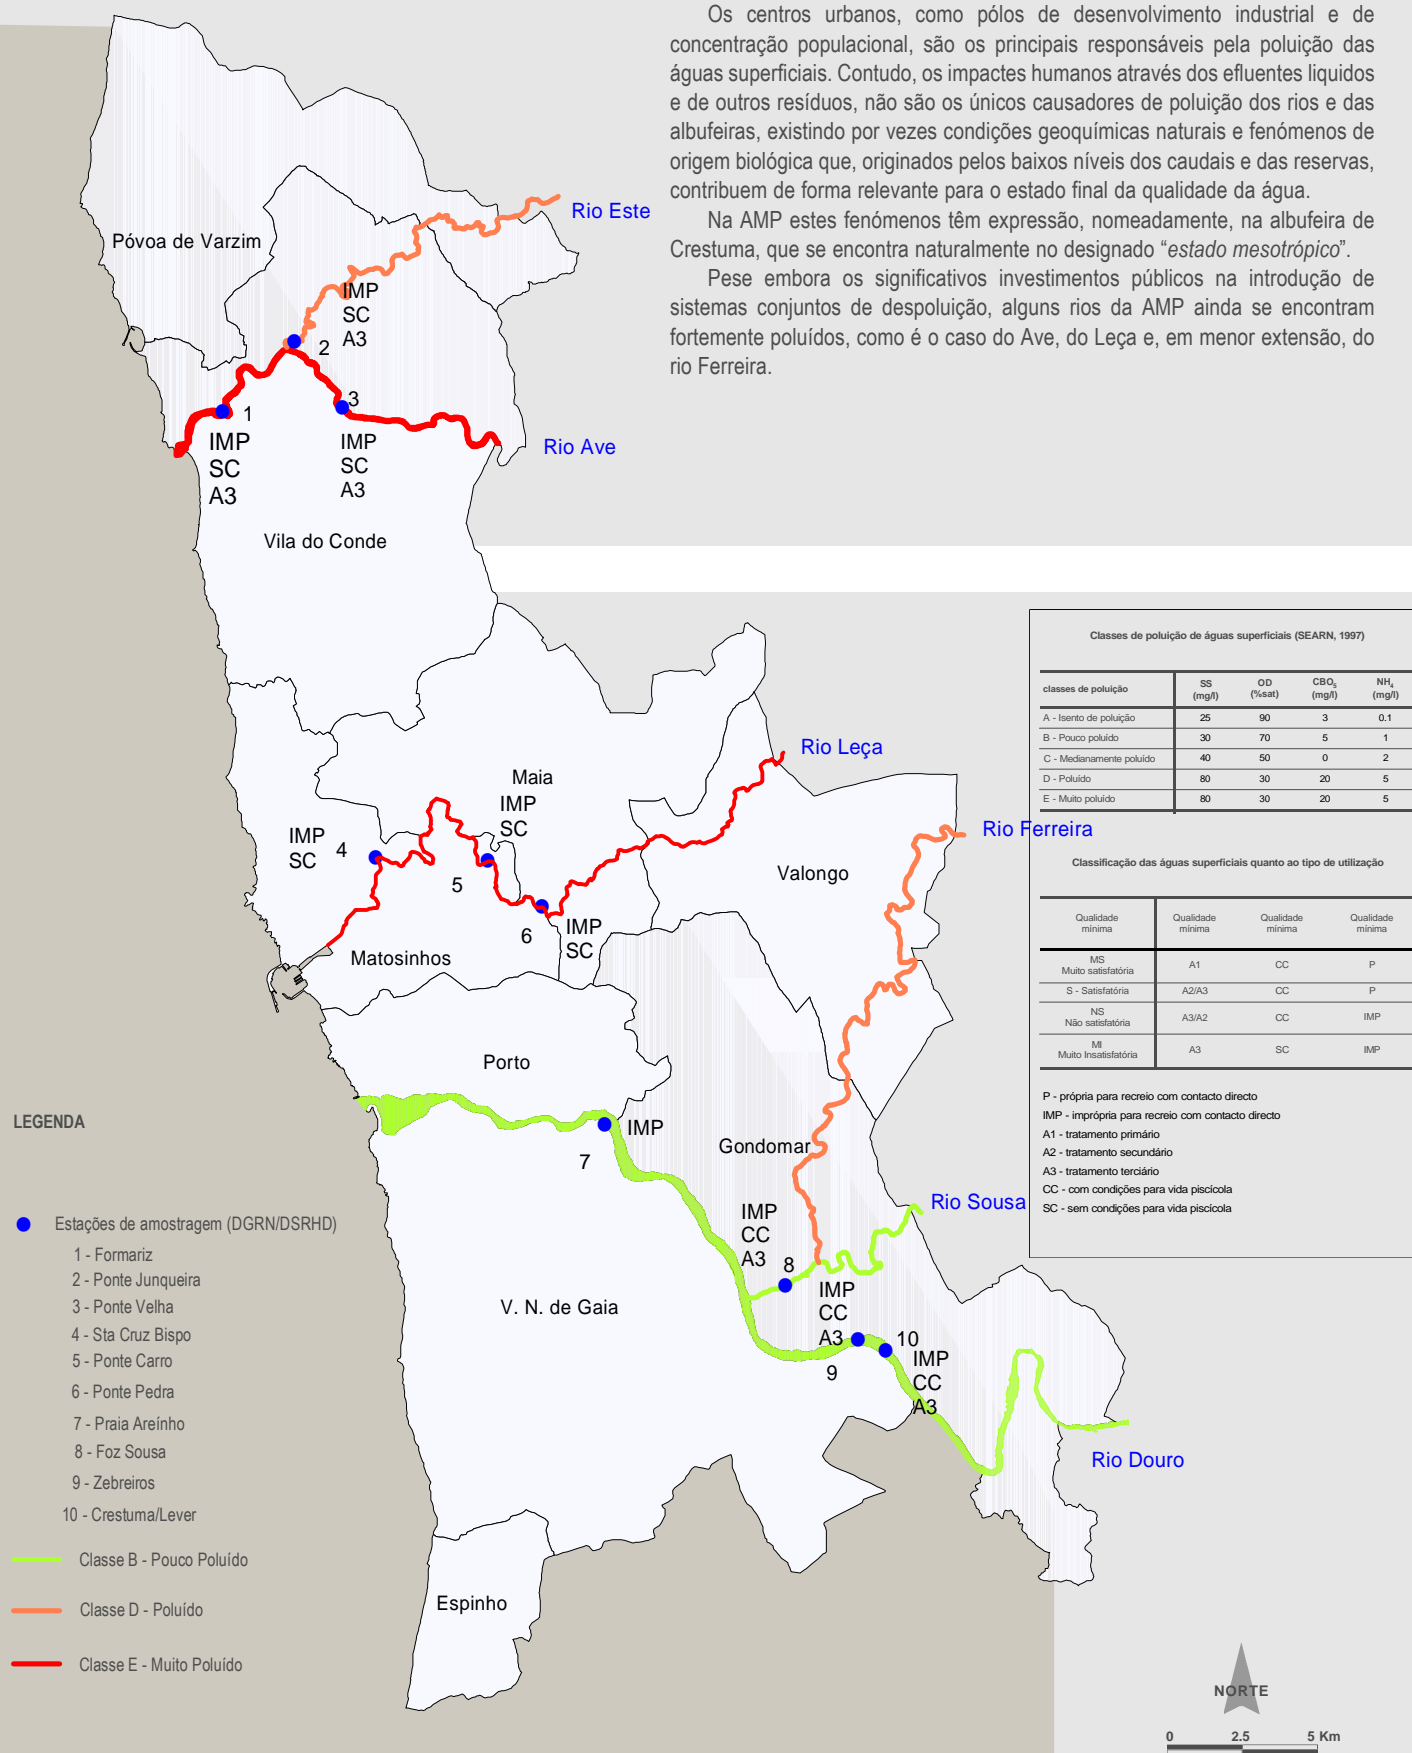 Os centros urbanos, como pólos de desenvolvimento industrial e de
concentração populacional, são os principais responsáveis pela poluição das
águas superficiais. Contudo, os impactes humanos através dos efluentes liquidos
e de outros resíduos, não são os únicos causadores de poluição dos rios e das
albufeiras, existindo por vezes condições geoquímicas naturais e fenómenos de
origem biológica que, originados pelos baixos níveis dos caudais e das reservas,
contribuem de forma relevante para o estado final da qualidade da água.
Na AMP estes fenómenos têm expressão, nomeadamente, na albufeira de
Crestuma, que se encontra naturalmente no designado “estado mesotrópico”.
Pese embora os significativos investimentos públicos na introdução de
sistemas conjuntos de despoluição, alguns rios da AMP ainda se encontram
fortemente poluídos, como é o caso do Ave, do Leça e, em menor extensão, do
rio Ferreira.
Rio Este
Póvoa de Varzim
IMP
SC
A3
2
3
1
IMP
SC
A3
IMP
SC
A3
Rio Ave
Vila do Conde
Rio Leça
Maia
IMP
SC
IMP
SC
4
5
6
IMP
SC
Matosinhos
Valongo
Rio Ferreira
Porto
IMP
7
Gondomar
Rio Sousa
IMP
CC
A3
8
IMP
CC
A3
9
10
IMP
CC
A3
V. N. de Gaia
Rio Douro
Espinho
Classes de poluição de águas superficiais (SEARN, 1997)
classes de poluição SS (mg/l) OD (%sat) CBO5 (mg/l) NH4 (mg/l)
A - Isento de poluição 25 90 3 0.1
B - Pouco poluído 30 70 5 1
C - Medianamente poluído 40 50 0 2
D - Poluído 80 30 20 5
E - Muito poluído 80 30 20 5
Classificação das águas superficiais quanto ao tipo de utilização
Qualidade mínima Qualidade mínima Qualidade mínima Qualidade mínima
MS Muito satisfatória A1 CC P
S - Satisfatória A2/A3 CC P
NS Não satisfatória A3/A2 CC IMP
MI Muito Insatisfatória A3 SC IMP
P - própria para recreio com contacto directo
IMP - imprópria para recreio com contacto directo
A1 - tratamento primário
A2 - tratamento secundário
A3 - tratamento terciário
CC - com condições para vida piscícola
SC - sem condições para vida piscícola
LEGENDA
Estações de amostragem (DGRN/DSRHD)
1 - Formariz
2 - Ponte Junqueira
3 - Ponte Velha
4 - Sta Cruz Bispo
5 - Ponte Carro
6 - Ponte Pedra
7 - Praia Areínho
8 - Foz Sousa
9 - Zebreiros
10 - Crestuma/Lever
Classe B - Pouco Poluído
Classe D - Poluído
Classe E - Muito Poluído
NORTE
0 2.5 5 Km